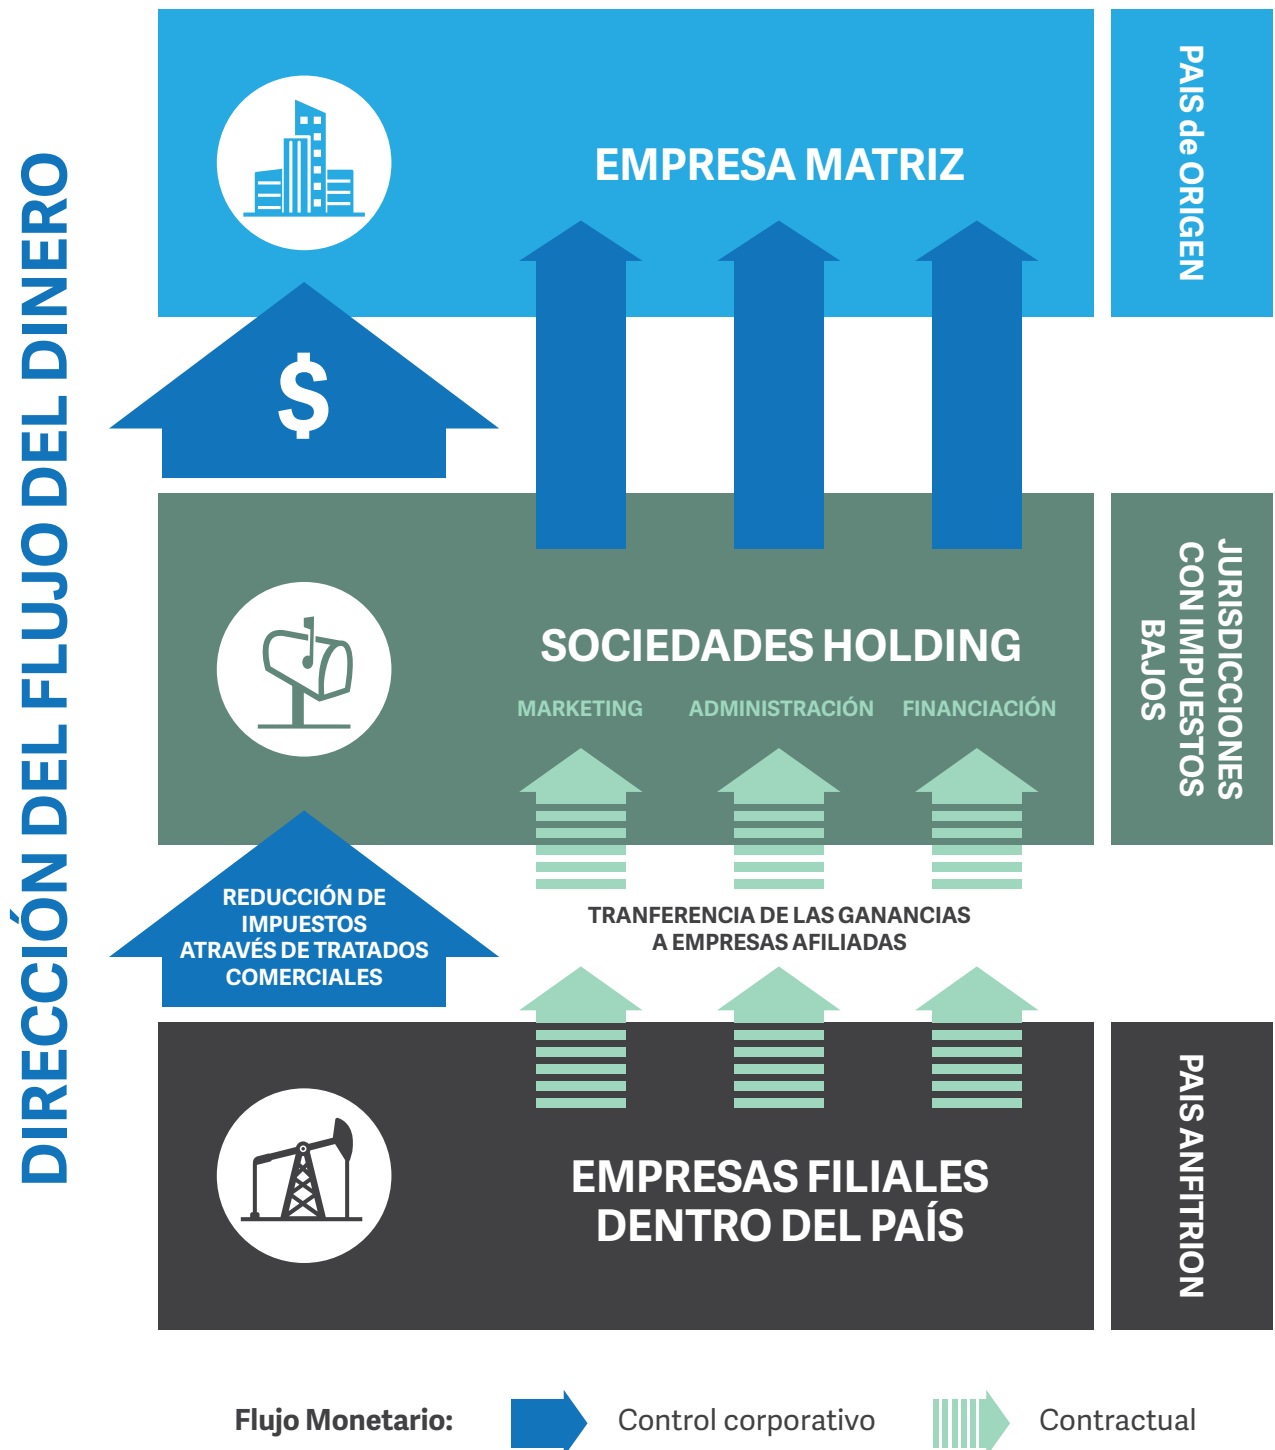 DIRECCIÓN DEL FLUJO DEL DINERO
EMPRESA MATRIZ
PAIS de ORIGEN
$
SOCIEDADES HOLDING
MARKETING
ADMINISTRACIÓN
FINANCIACIÓN
JURISDICCIONES
CON IMPUESTOS
BAJOS
REDUCCIÓN DE
IMPUESTOS
ATRAVÉS DE TRATADOS
COMERCIALES
TRANFERENCIA DE LAS GANANCIAS
A EMPRESAS AFILIADAS
EMPRESAS FILIALES
DENTRO DEL PAÍS
PAIS ANFITRION
Flujo Monetario:
Control corporativo
Contractual